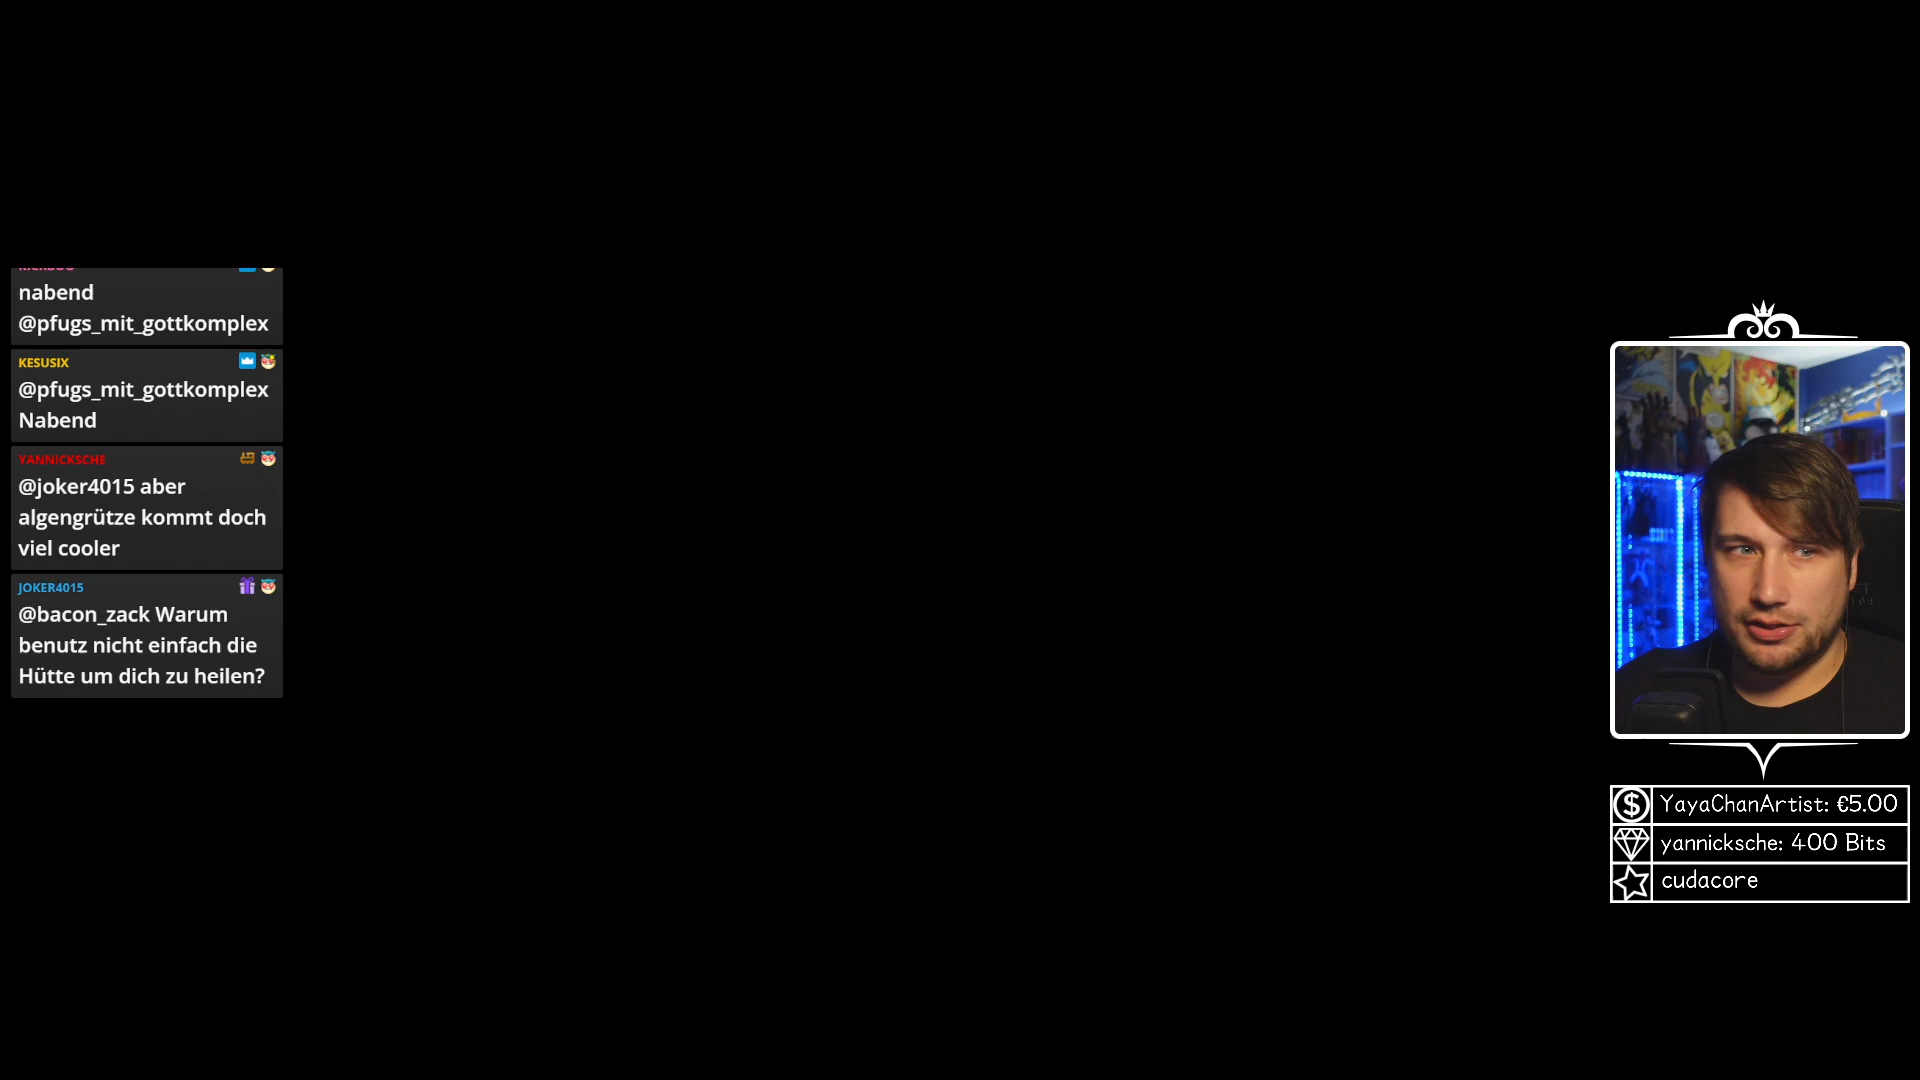 nabend
@pfugs_mit_gottkomplex
KESUSIX
@pfugs_mit_gottkomplex
Nabend
YANNICKSCHE
@joker4015 aber
algengrütze kommt doch
viel cooler
JOKER4015
@bacon_zack Warum
benutz nicht einfach die
Hütte um dich zu heilen?
YayaChanArtist: €5.00
yannicksche: 400 Bits
cudacore